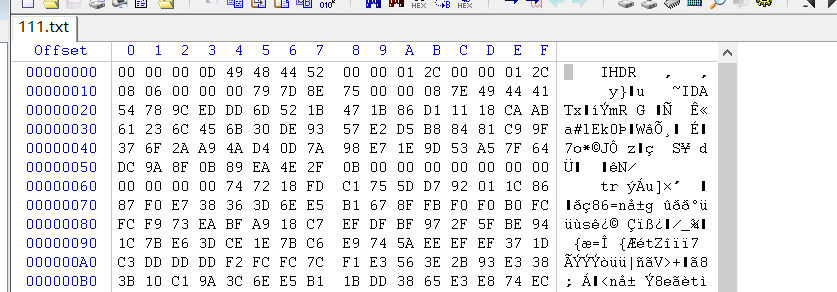 111.txt
Offset 0 1 2 3 4 5 6 7 8 9 A B C D E F
00000000 00 00 00 0D 49 48 44 52 00 00 01 2C 00 00 01 2C IHDR , ,
00000010 08 06 00 00 00 79 7D 8E 75 00 00 08 7E 49 44 41 y} u ~IDA
00000020 54 78 9C ED DD 6D 52 1B 47 1B 86 D1 11 18 CA AB Tx íÝmR G Ñ Ê«
00000030 61 23 6C 45 6B 30 DE 93 57 E2 D5 B8 84 81 C9 9F a#lEk0Þ WâÕ¸ É
00000040 37 6F 2A A9 4A D4 0D 7A 98 E7 1E 9D 53 A5 7F 64 7o*©JÔ z ç S¥ d
00000050 DC 9A 8F 0B 89 EA 4E 2F 0B 00 00 00 00 00 00 00 Ü êN/
00000060 00 00 00 00 74 72 18 FD C1 75 5D D7 92 01 1C 86 tr ýÁu]×’
00000070 87 F0 E7 38 36 3D 6E E5 B1 67 8F FB F0 F0 B0 FC ðç86=nå±g ûðð°ü
00000080 FC F9 73 EA BF A9 18 C7 EF DF BF 97 2F 5F BE 94 üùsê¿© Çïß¿ /_¾
00000090 1C 7B E6 3D CE 1E 7B C6 E9 74 5A EE EF EF 37 1D {æ=Î {ÆétZîïï7
000000A0 C3 DD DD DD F2 FC FC 7C F1 E3 56 3E 2B 93 E3 38 ÃÝÝÝòüü|ñãV>+ ã8
000000B0 3B 10 C1 9A 3C 6E E5 B1 1B DD 38 65 E3 E8 74 EC ; Á <nå± Ý8eãètì